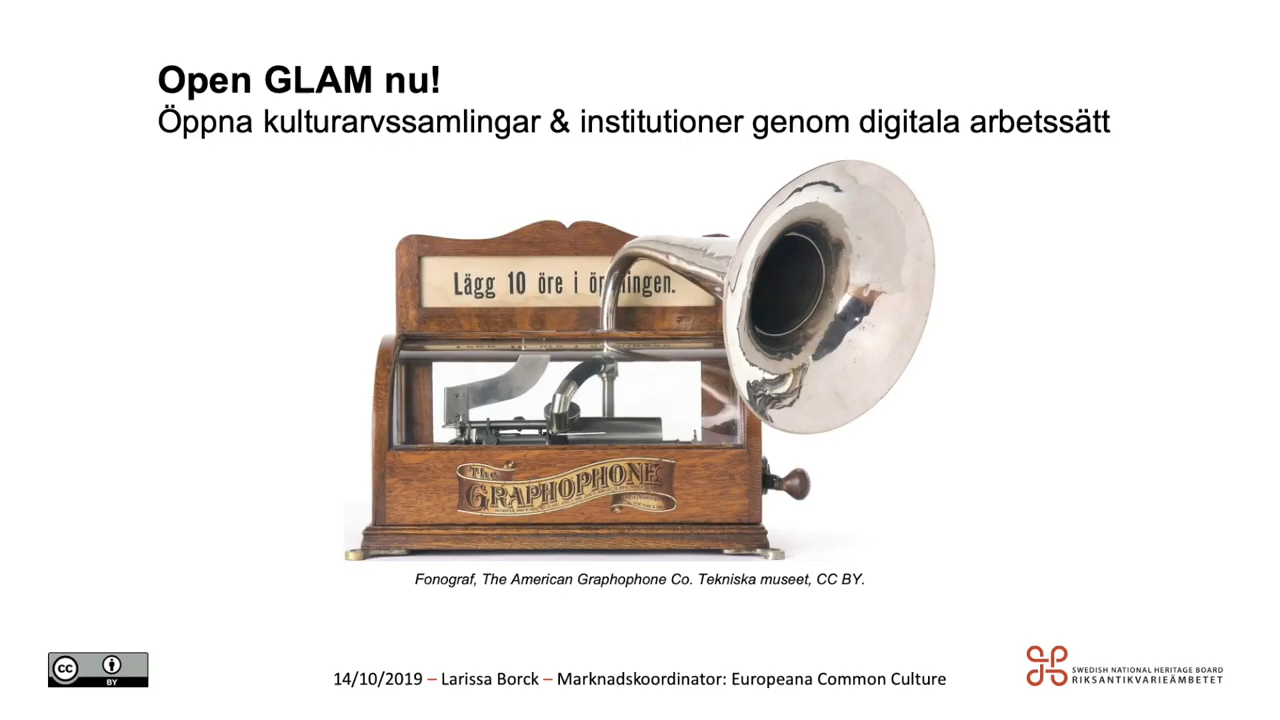 Open GLAM nu!
Öppna kulturarvssamlingar & institutioner genom digitala arbetssätt
Lägg 10 öre i
The
GRAPHOPHONE
Fonograf, The American Graphophone Co. Tekniska museet, CC BY.
cc
BY
14/10/2019 – Larissa Borck – Marknadskoordinator: Europeana Common Culture
SWEDISH NATIONAL HERITAGE BOARD
RIKSANTIKVARIEÄMBETET